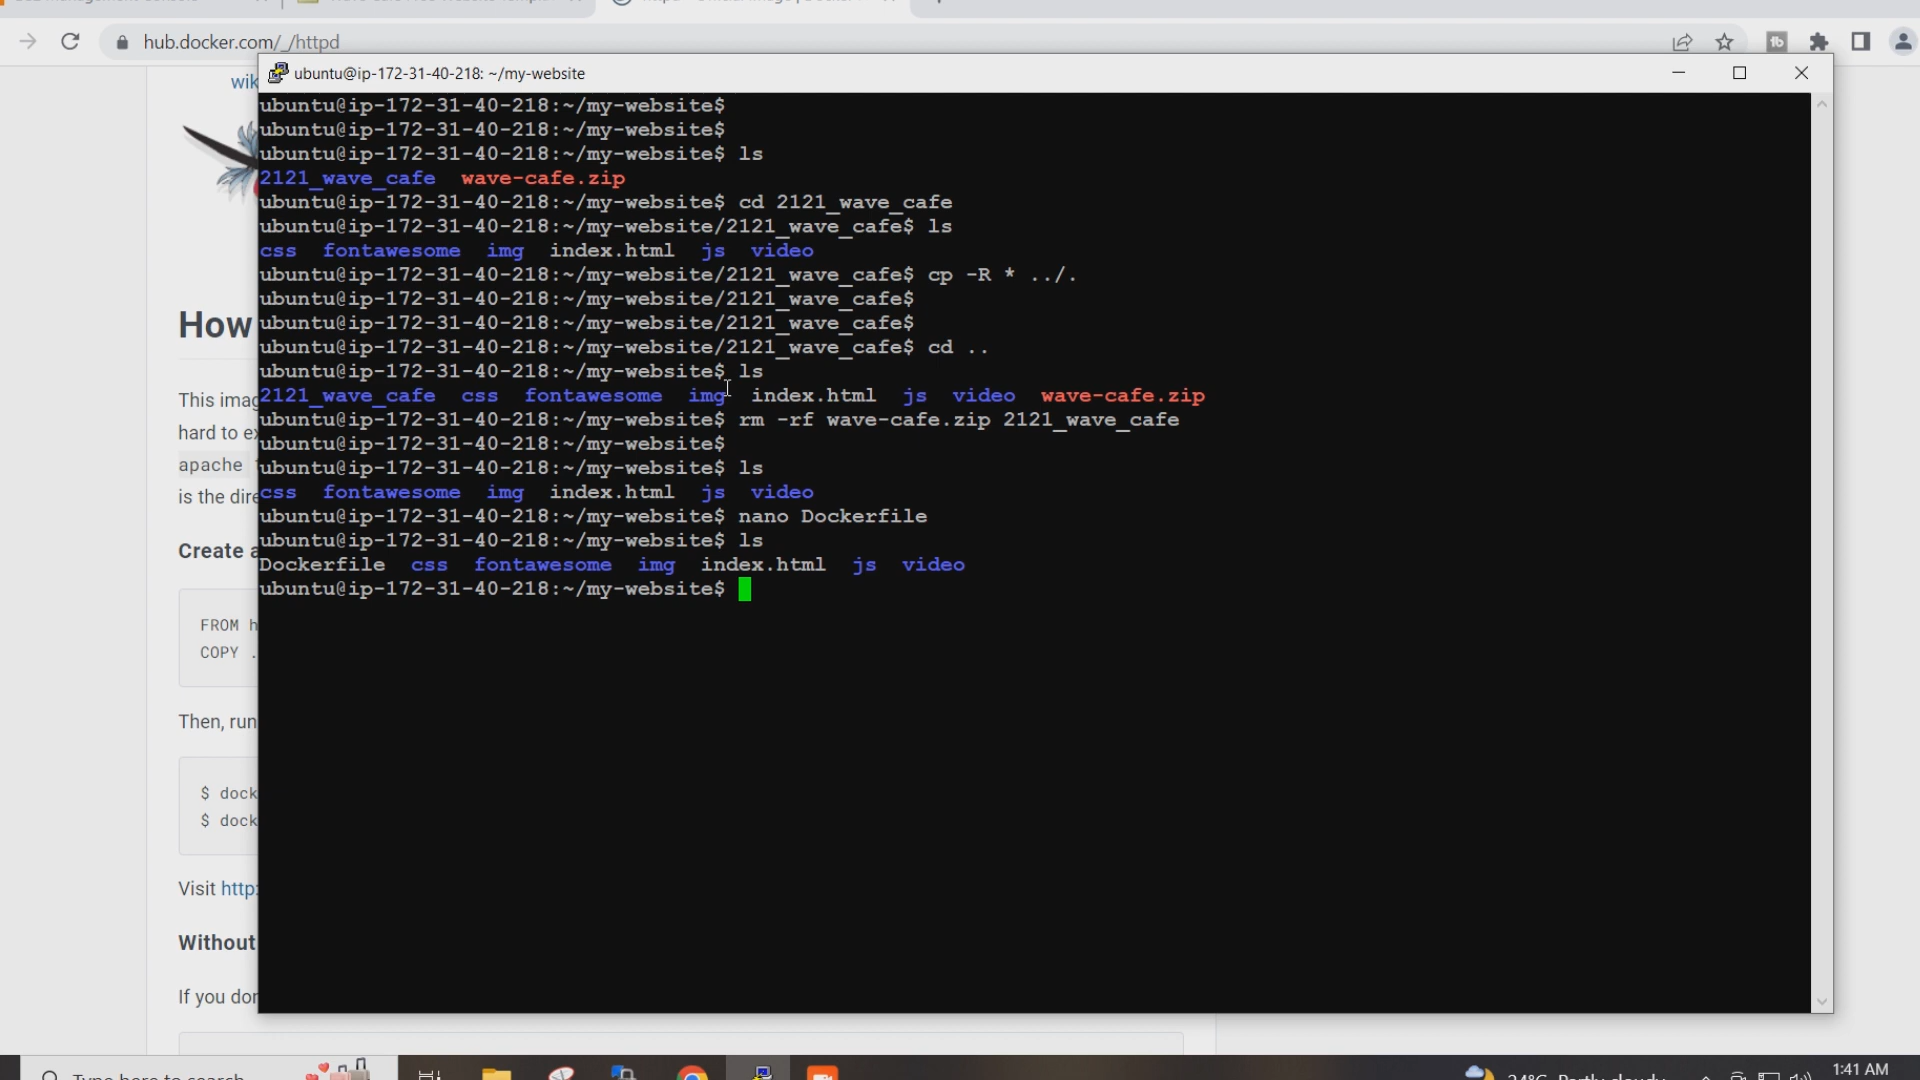 hub.docker.com/_/httpd
wik
ubuntu@ip-172-31-40-218: ~/my-website
ubuntu@ip-172-31-40-218:~/my-website$
ubuntu@ip-172-31-40-218:~/my-website$
ubuntu@ip-172-31-40-218:~/my-website$ ls
2121_wave_cafe wave-cafe.zip
ubuntu@ip-172-31-40-218:~/my-website$ cd 2121_wave_cafe
ubuntu@ip-172-31-40-218:~/my-website/2121_wave_cafe$ ls
css fontawesome img index.html js video
ubuntu@ip-172-31-40-218:~/my-website/2121_wave_cafe$ cp -R * ../.
ubuntu@ip-172-31-40-218:~/my-website/2121_wave_cafe$
ubuntu@ip-172-31-40-218:~/my-website/2121_wave_cafe$
ubuntu@ip-172-31-40-218:~/my-website/2121_wave_cafe$ cd ..
ubuntu@ip-172-31-40-218:~/my-website$ ls
2121_wave_cafe css fontawesome img index.html js video wave-cafe.zip
ubuntu@ip-172-31-40-218:~/my-website$ rm -rf wave-cafe.zip 2121_wave_cafe
ubuntu@ip-172-31-40-218:~/my-website$
ubuntu@ip-172-31-40-218:~/my-website$ ls
css fontawesome img index.html js video
ubuntu@ip-172-31-40-218:~/my-website$ nano Dockerfile
ubuntu@ip-172-31-40-218:~/my-website$ ls
Dockerfile css fontawesome img index.html js video
ubuntu@ip-172-31-40-218:~/my-website$
How
This imag
hard to ex
apache
is the dire
Create a
FROM h
COPY .
Then, run
$ dock
$ dock
Visit http:
Without
If you don
Type here to search
24°C Partly cloudy
1:41 AM